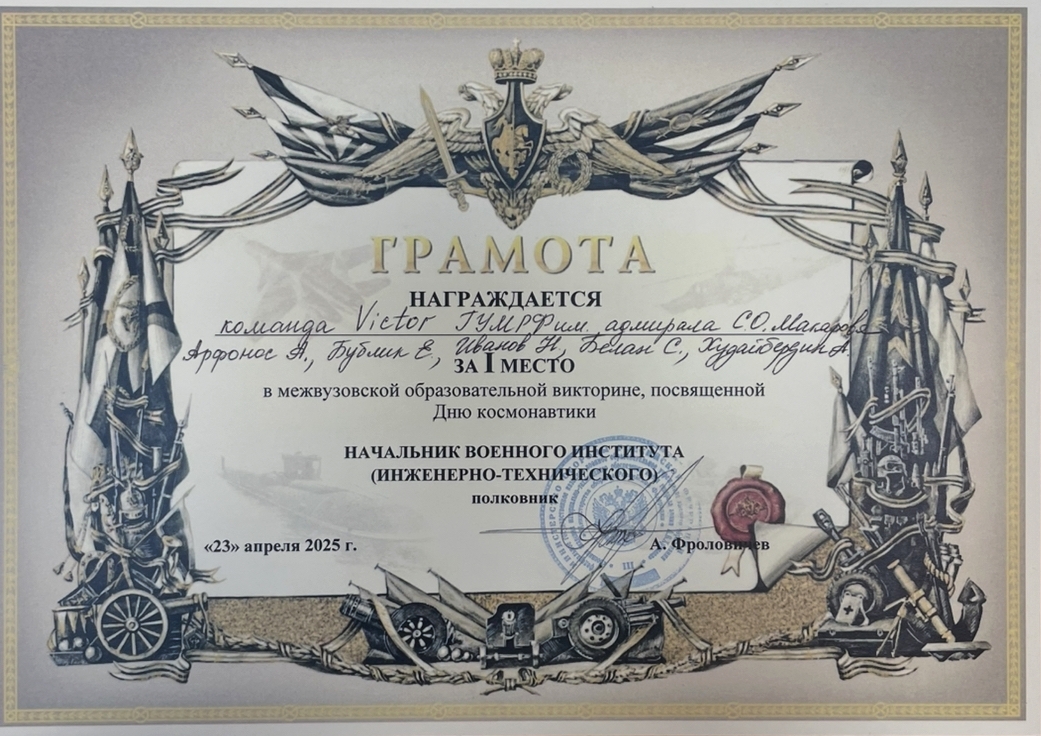 ГРАМОТА
НАГРАЖДАЕТСЯ
команда Victor ГУМРФ им. адмирала С.О. Макарова
Арфонос А., Бублик Е., Иванов Н., Белан С., Худайбердин А.
ЗА I МЕСТО
в межвузовской образовательной викторине, посвященной
Дню космонавтики
НАЧАЛЬНИК ВОЕННОГО ИНСТИТУТА
(ИНЖЕНЕРНО-ТЕХНИЧЕСКОГО)
полковник
«23» апреля 2025 г. А. Фроловичев